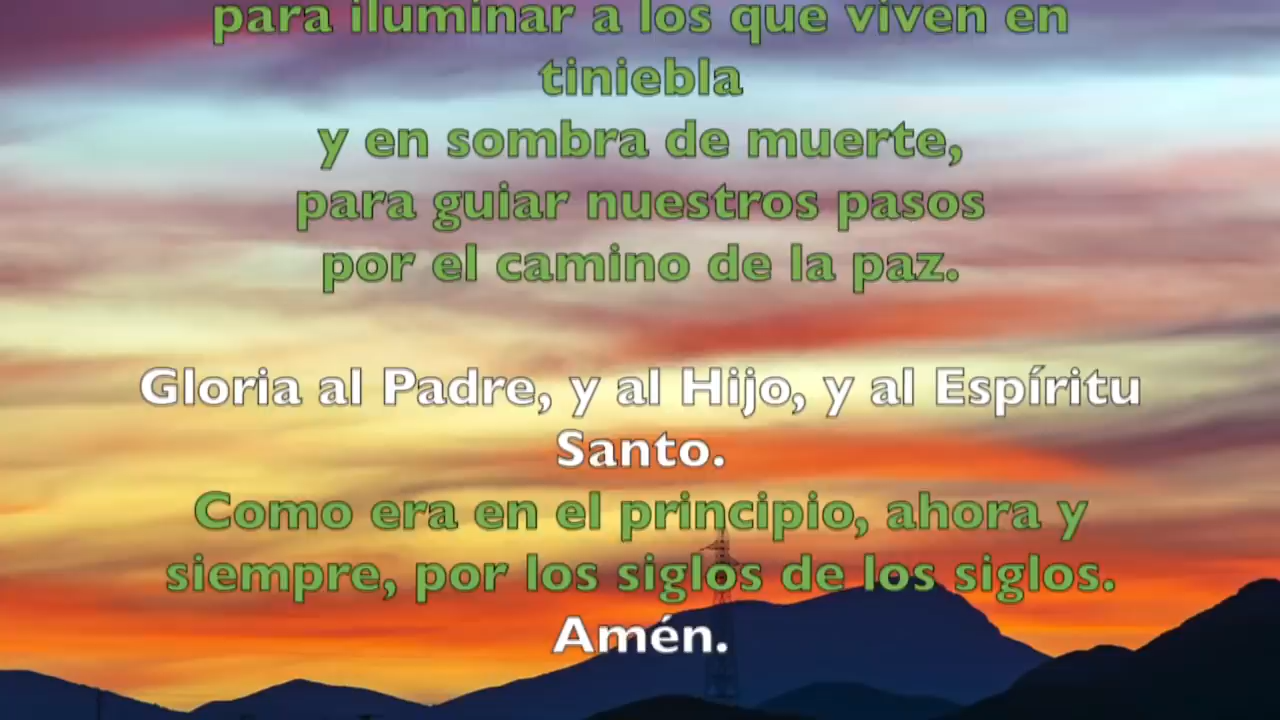 para iluminar a los que viven en
tiniebla
y en sombra de muerte,
para guiar nuestros pasos
por el camino de la paz.
Gloria al Padre, y al Hijo, y al Espíritu
Santo.
Como era en el principio, ahora y
siempre, por los siglos de los siglos.
Amén.